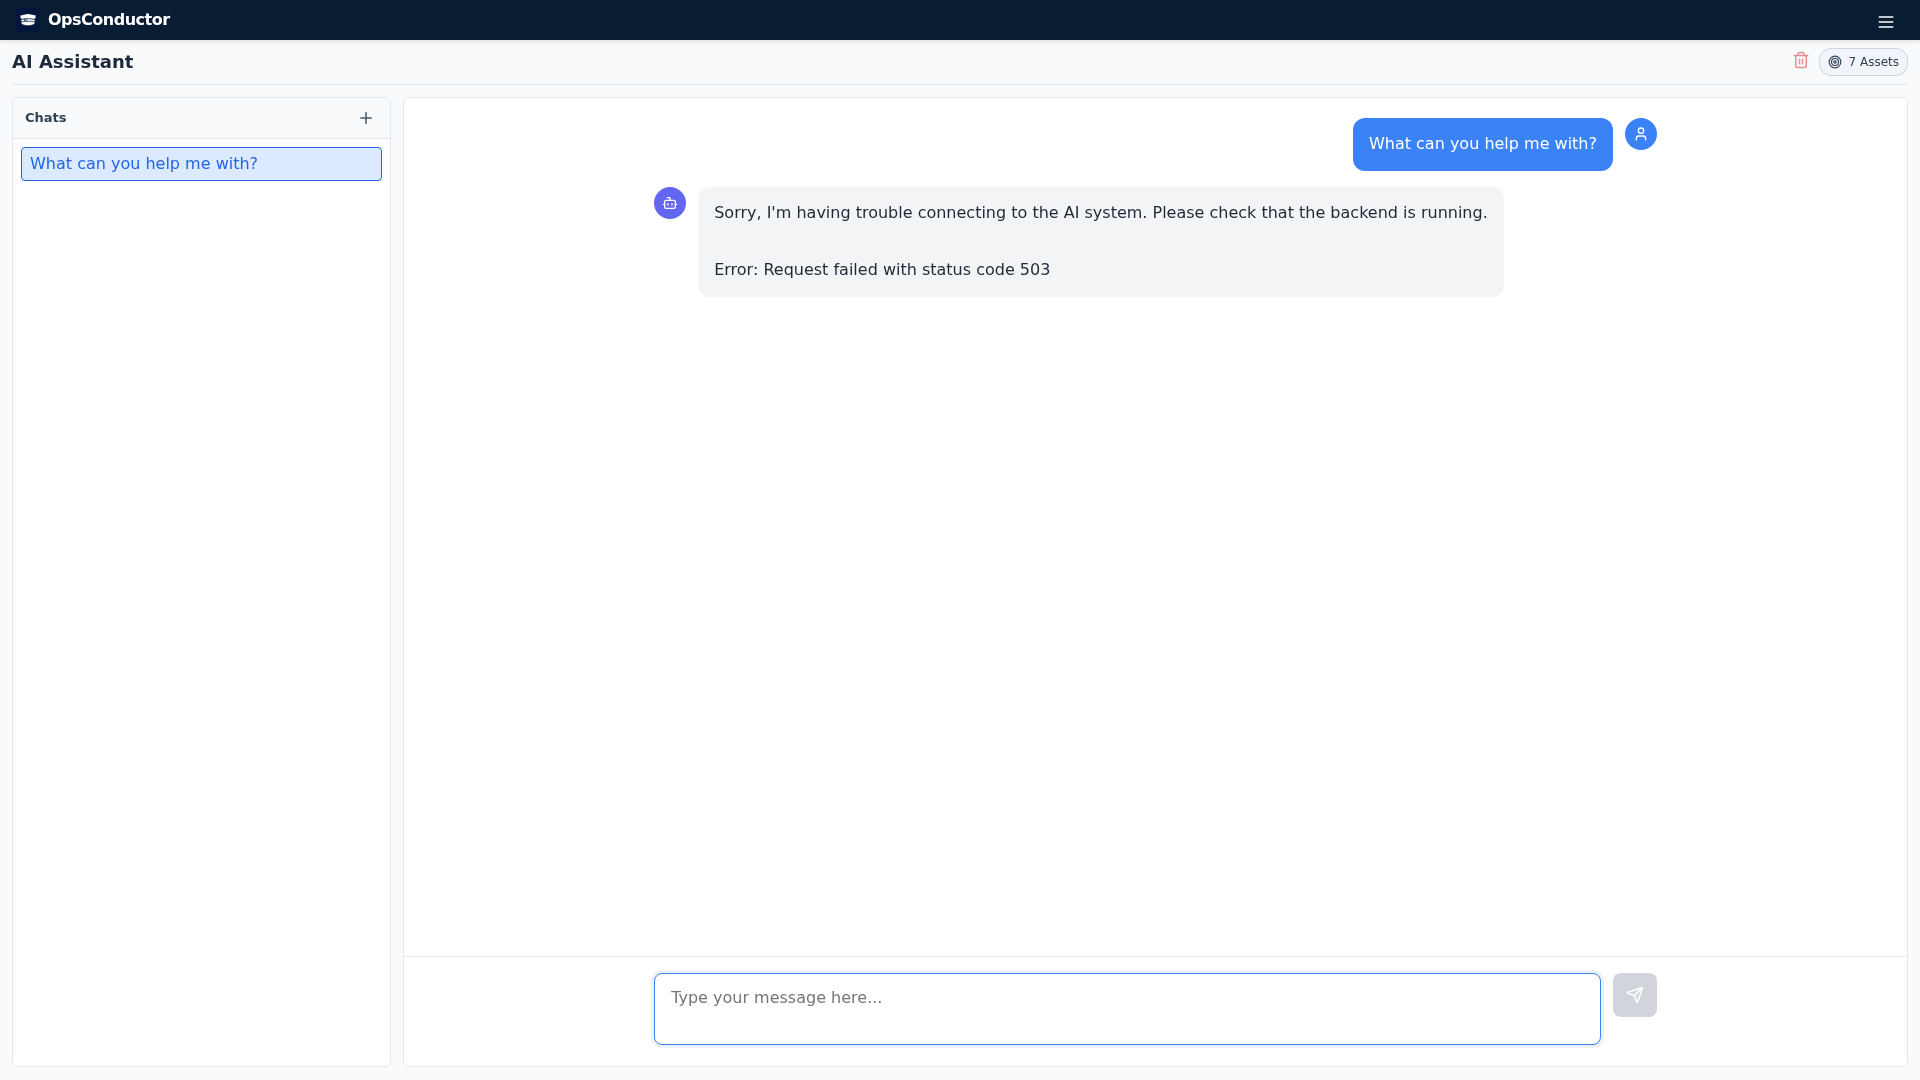 OpsConductor
AI Assistant
7 Assets
Chats
What can you help me with?
What can you help me with?
Sorry, I'm having trouble connecting to the AI system. Please check that the backend is running.
Error: Request failed with status code 503
Type your message here...